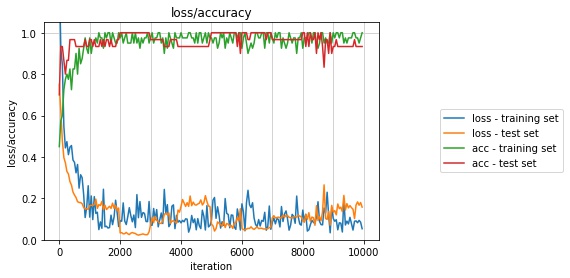 loss/accuracy
loss/accuracy
1.0
0.8
0.6
0.4
0.2
0.0
0
2000
4000
6000
8000
10000
iteration
loss - training set
loss - test set
acc - training set
acc - test set